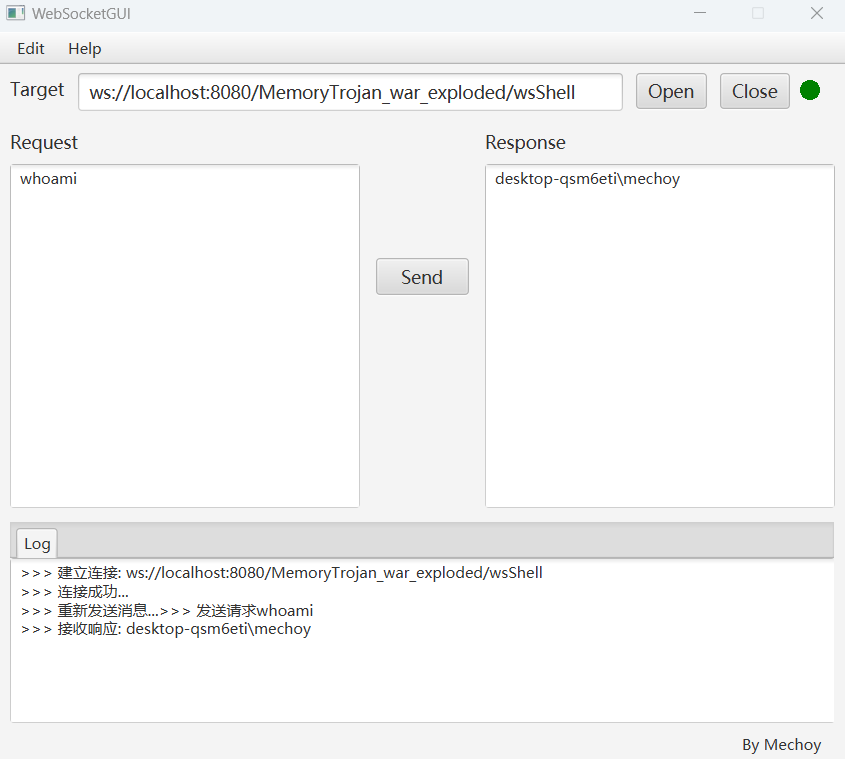 WebSocketGUI
Edit Help
Target ws://localhost:8080/MemoryTrojan_war_exploded/wsShell Open Close
Request Response
whoami desktop-qsm6eti\mechoy
Send
Log
>>> 建立连接: ws://localhost:8080/MemoryTrojan_war_exploded/wsShell
>>> 连接成功...
>>> 重新发送消息...>>> 发送请求whoami
>>> 接收响应: desktop-qsm6eti\mechoy
By Mechoy